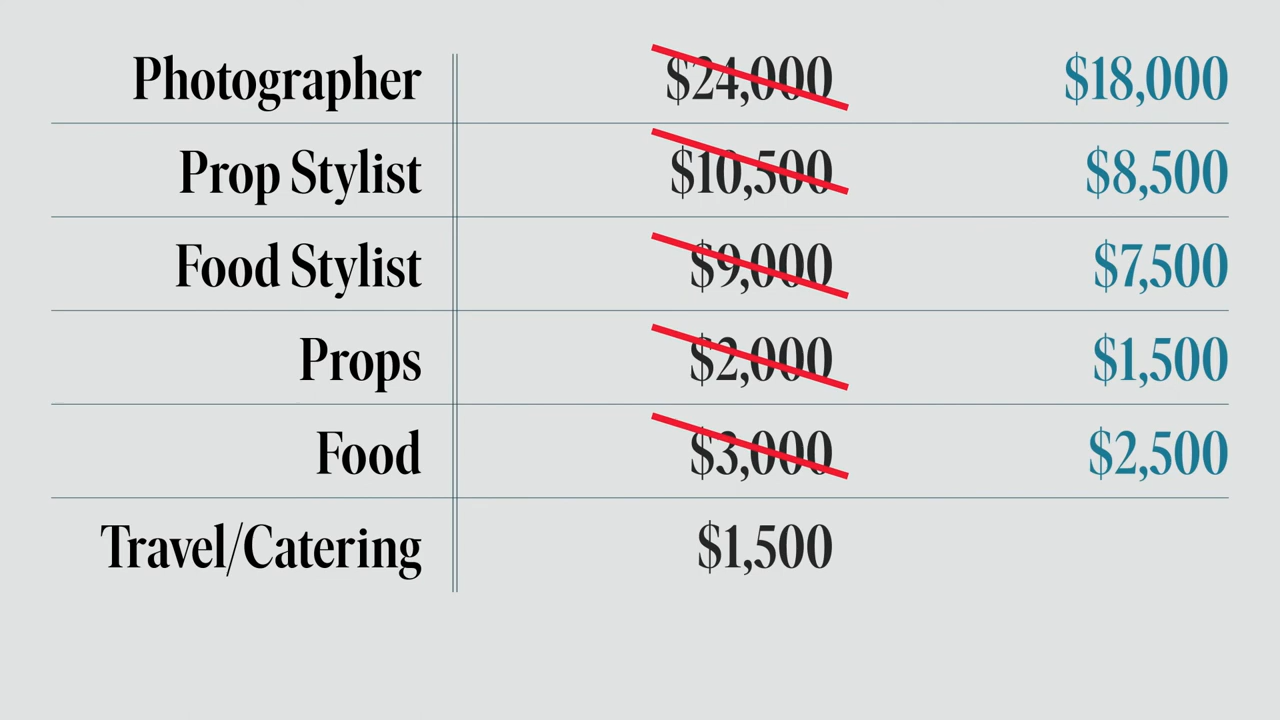 Photographer $24,000 $18,000
Prop Stylist $10,500 $8,500
Food Stylist $9,000 $7,500
Props $2,000 $1,500
Food $3,000 $2,500
Travel/Catering $1,500